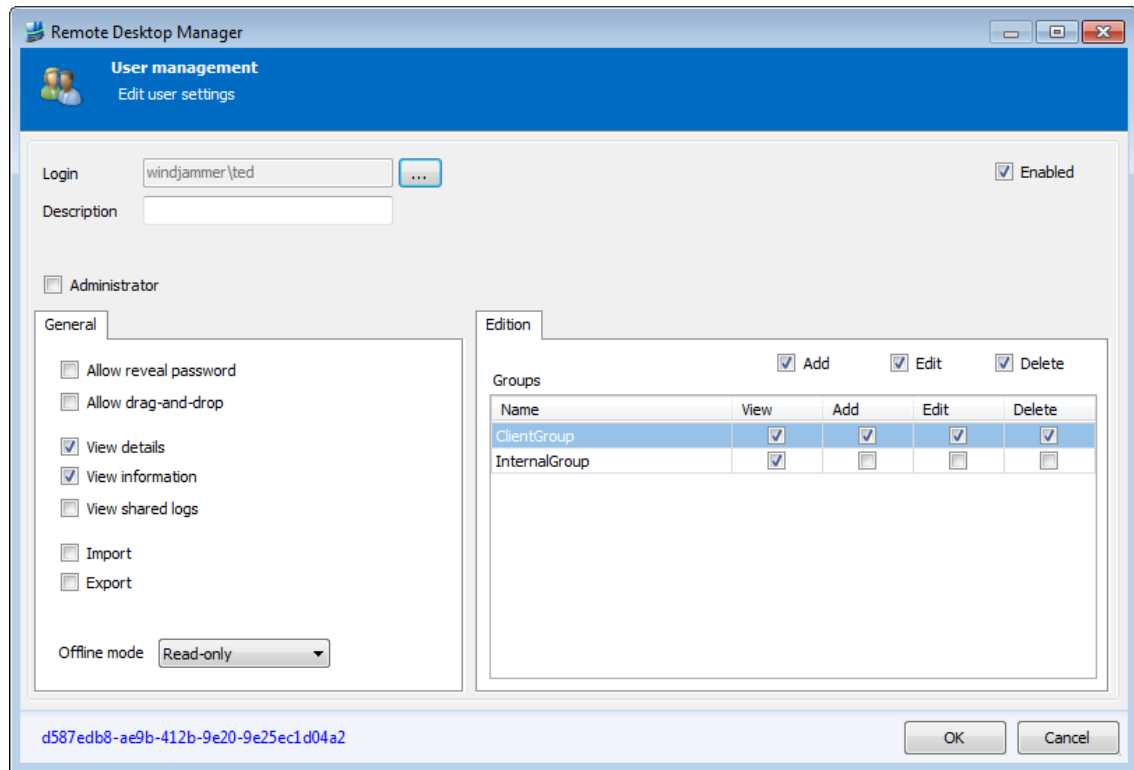 Remote Desktop Manager
User management
Edit user settings
Login windjammer\ted ... Enabled
Description
Administrator
General
Allow reveal password
Allow drag-and-drop
View details
View information
View shared logs
Import
Export
Offline mode Read-only
Edition
Add Edit Delete
Groups
Name View Add Edit Delete
ClientGroup
InternalGroup
d587edb8-ae9b-412b-9e20-9e25ec1d04a2
OK Cancel